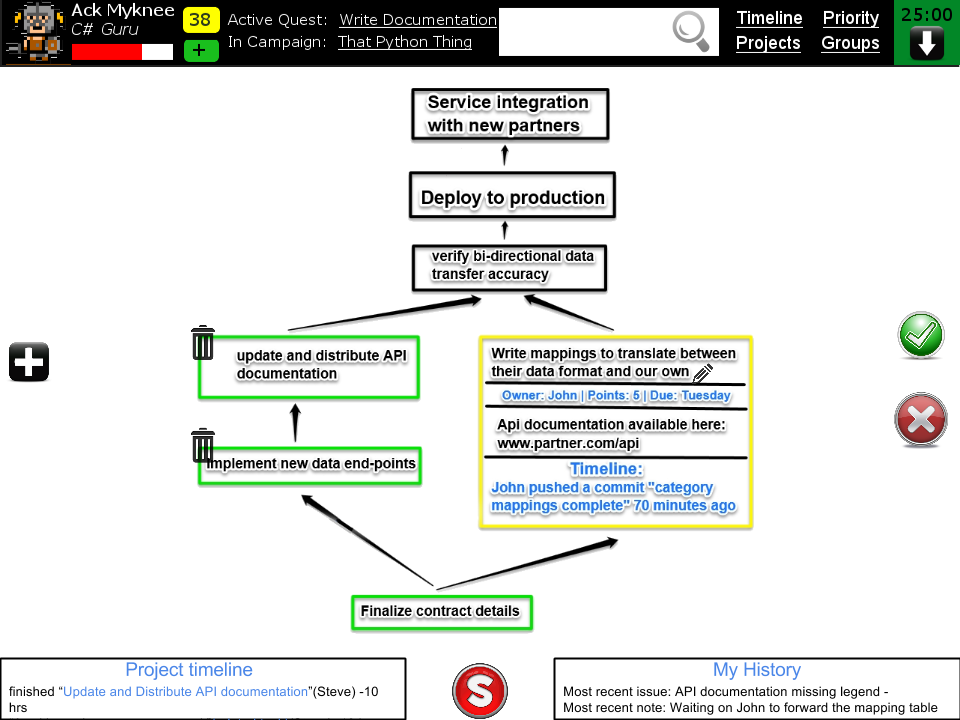 Ack Myknee
C# Guru
38
+
Active Quest: Write Documentation
In Campaign: That Python Thing
Timeline Priority
Projects Groups
25:00
Service integration
with new partners
Deploy to production
verify bi-directional data
transfer accuracy
update and distribute API
documentation
Write mappings to translate between
their data format and our own
Owner: John | Points: 5 | Due: Tuesday
Api documentation available here:
www.partner.com/api
Timeline:
John pushed a commit "category
mappings complete" 70 minutes ago
Implement new data end-points
Finalize contract details
Project timeline
finished “Update and Distribute API documentation”(Steve) -10
hrs
S
My History
Most recent issue: API documentation missing legend -
Most recent note: Waiting on John to forward the mapping table